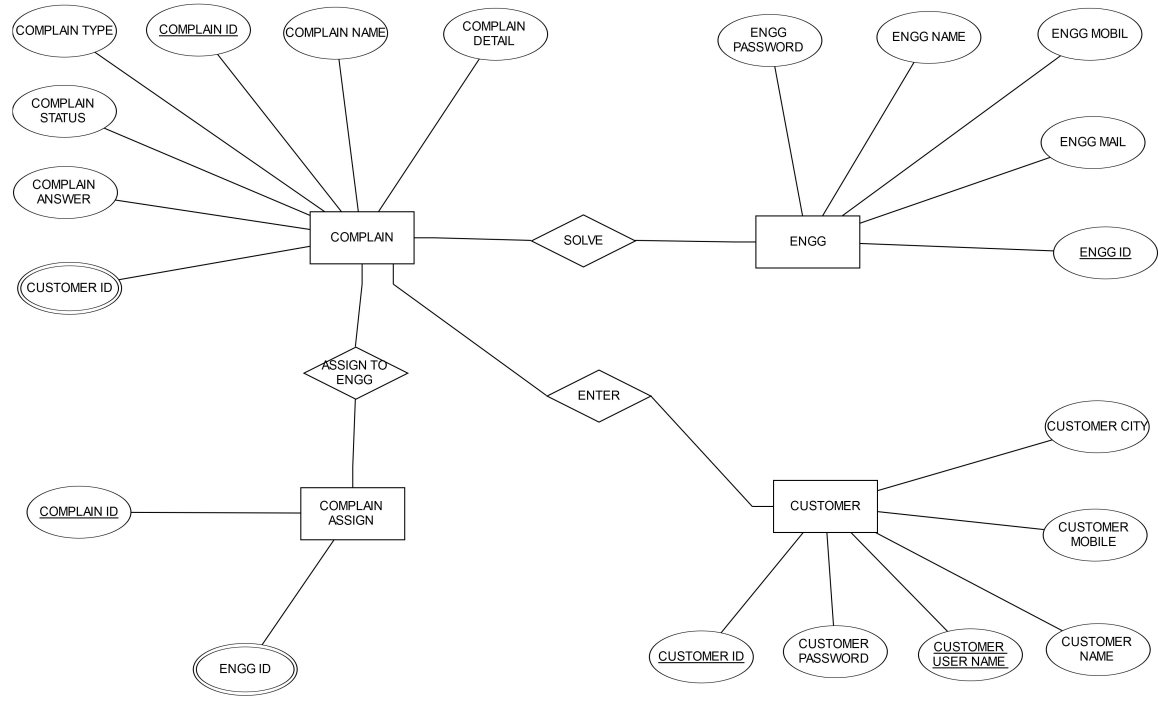 COMPLAIN TYPE
COMPLAIN ID
COMPLAIN NAME
COMPLAIN
DETAIL
ENGG
PASSWORD
ENGG NAME
ENGG MOBIL
COMPLAIN
STATUS
ENGG MAIL
COMPLAIN
ANSWER
COMPLAIN
SOLVE
ENGG
ENGG ID
CUSTOMER ID
ASSIGN TO
ENGG
ENTER
CUSTOMER CITY
COMPLAIN ID
COMPLAIN
ASSIGN
CUSTOMER
CUSTOMER
MOBILE
CUSTOMER ID
CUSTOMER
PASSWORD
CUSTOMER
USER NAME
CUSTOMER
NAME
ENGG ID